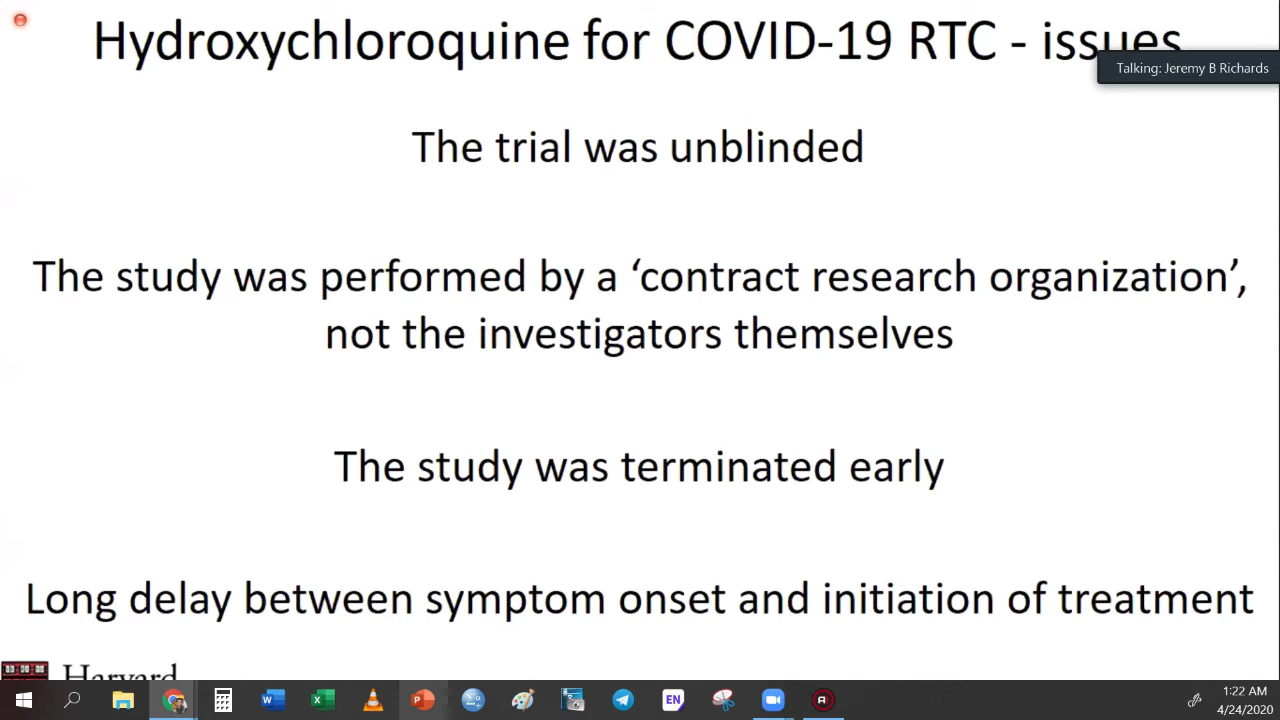 Hydroxychloroquine for COVID-19 RTC - issues
Talking: Jeremy B Richards
The trial was unblinded
The study was performed by a ‘contract research organization’,
not the investigators themselves
The study was terminated early
Long delay between symptom onset and initiation of treatment
Harvard
EN
1:22 AM
4/24/2020